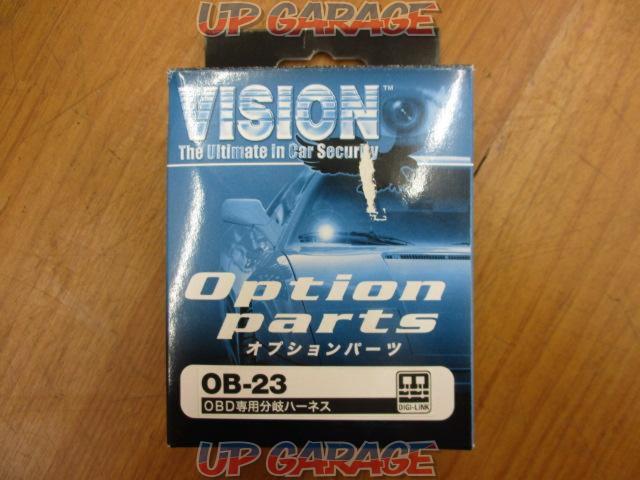 UP GARAGE
VISION™
The Ultimate in Car Security
Option
parts
オプションパーツ
OB-23
OBD専用分岐ハーネス
DIGI-LINK
UP GARAGE